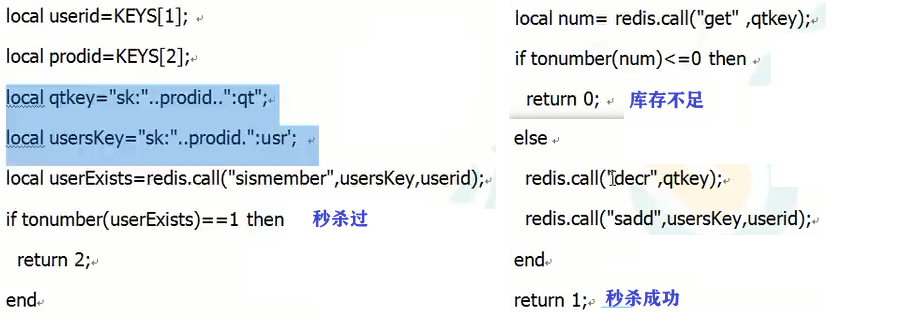 local userid=KEYS[1];
local prodid=KEYS[2];
local qtkey="sk:"..prodid..":qt";
local usersKey="sk:"..prodid.":usr';
local userExists=redis.call("sismember",usersKey,userid);
if tonumber(userExists)==1 then 秒杀过
return 2;
end
local num= redis.call("get" ,qtkey);
if tonumber(num)<=0 then
return 0; 库存不足
else
redis.call("decr",qtkey);
redis.call("sadd",usersKey,userid);
end
return 1; 秒杀成功